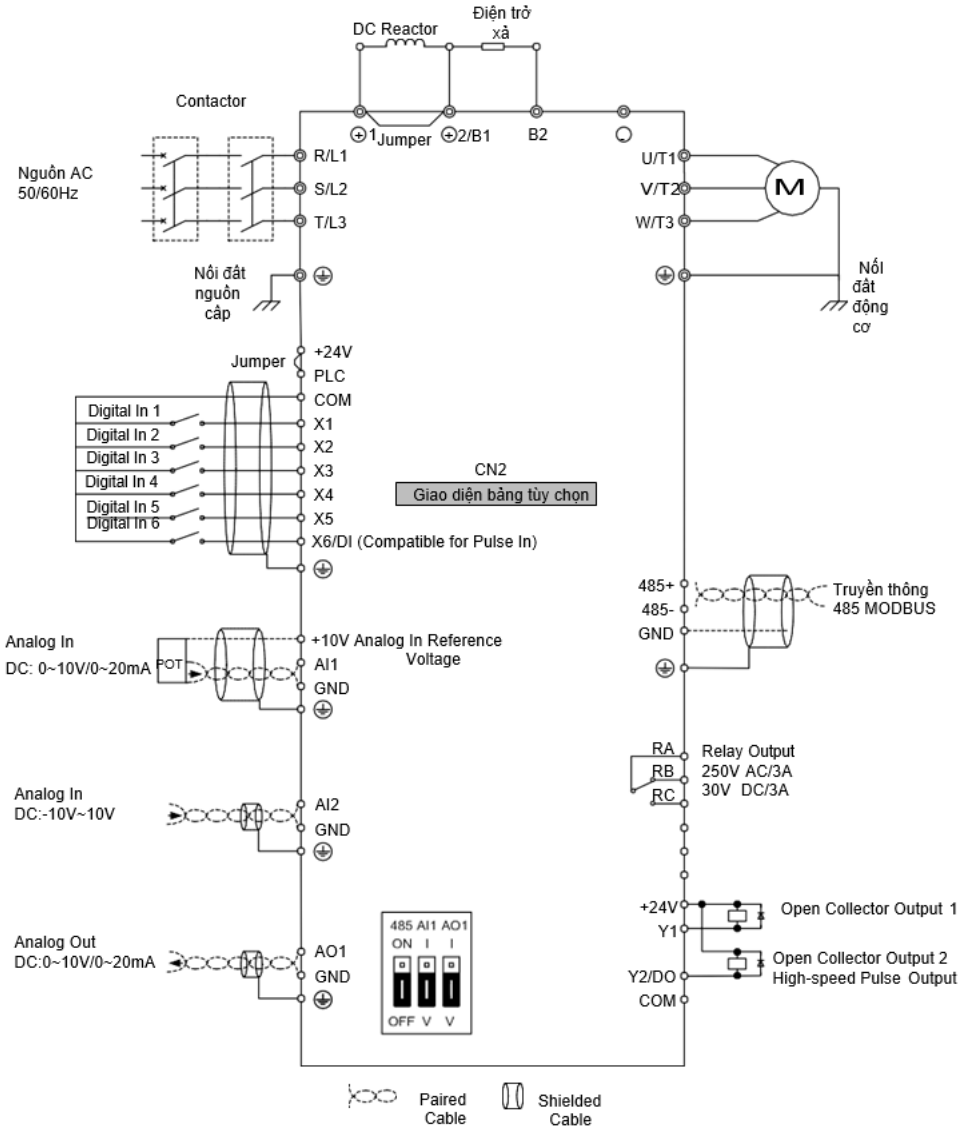 DC Reactor
Điện trở
xả
Contactor
+ 1
Jumper
+ 2/B1
B2
-
Nguồn AC
50/60Hz
R/L1
S/L2
T/L3
U/T1
V/T2
W/T3
M
Nôi đất
nguồn
câp
Nối
đât
động
cơ
Jumper
+24V
PLC
COM
Digital In 1
X1
Digital In 2
X2
Digital In 3
X3
Digital In 4
X4
Digital In 5
X5
Digital In 6
X6/DI (Compatible for Pulse In)
CN2
Giao diện bảng tùy chọn
485+
485-
GND
Truyền thông
485 MODBUS
Analog In
DC: 0~10V/0~20mA
POT
+10V Analog In Reference
Voltage
AI1
GND
RA
RB
RC
Relay Output
250V AC/3A
30V DC/3A
Analog In
DC:-10V~10V
AI2
GND
+24V
Y1
Open Collector Output 1
Y2/DO
COM
Open Collector Output 2
High-speed Pulse Output
Analog Out
DC:0~10V/0~20mA
AO1
GND
485 AI1 AO1
ON I I
OFF V V
Paired
Cable
Shielded
Cable